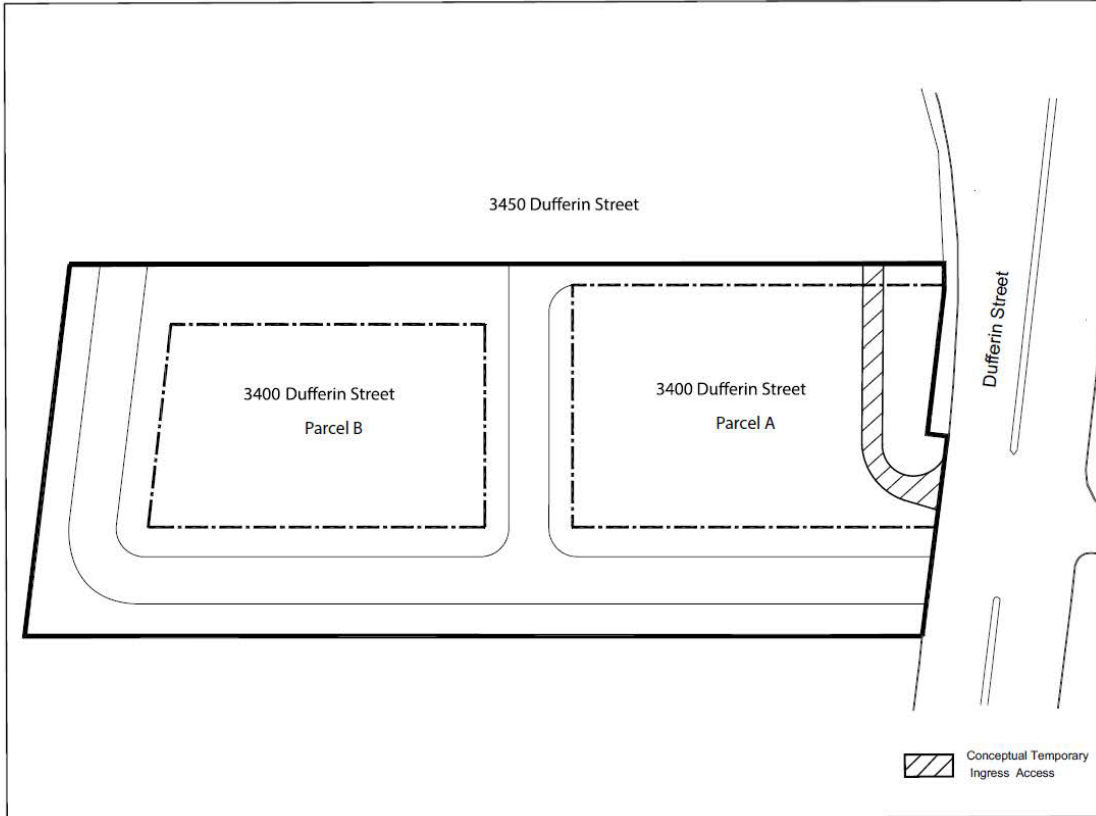 3450 Dufferin Street
Dufferin Street
3400 Dufferin Street
Parcel B
3400 Dufferin Street
Parcel A
Conceptual Temporary
Ingress Access